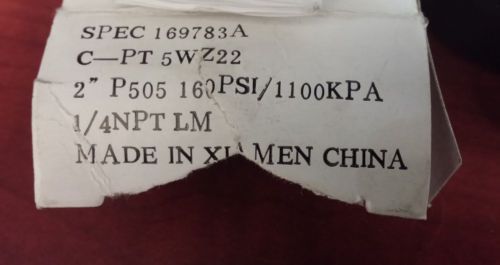 SPEC 169783A
C—PT 5WZ22
2" P505 160PSI/1100KPA
1/4NPT LM
MADE IN XIAMEN CHINA